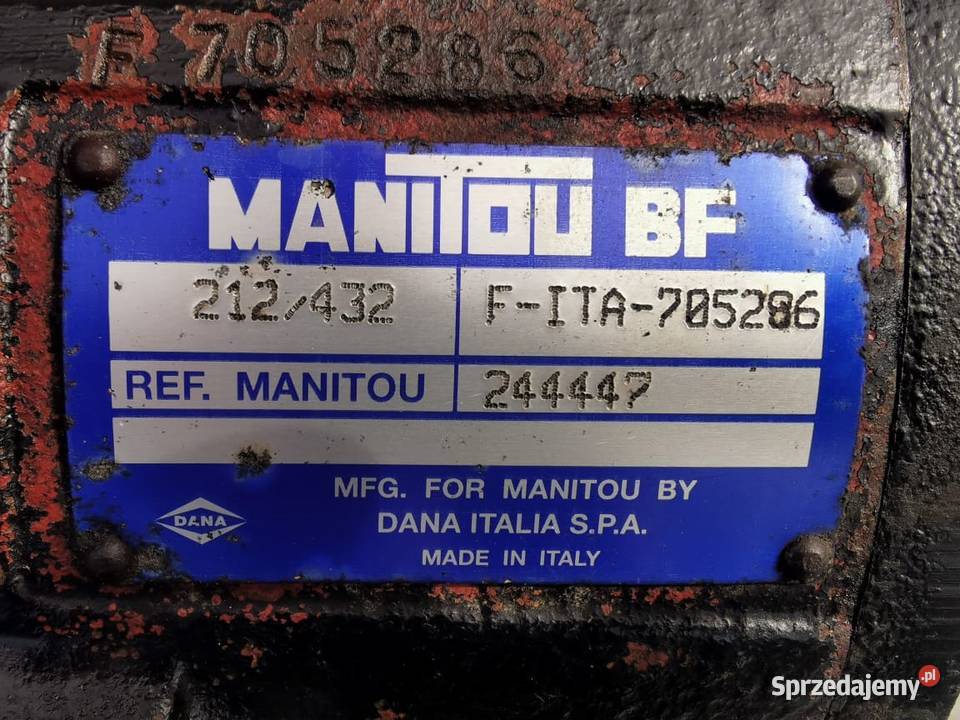 F 705286
MANITOU BF
212/432 F-ITA-705286
REF. MANITOU 244447
MFG. FOR MANITOU BY
DANA
DANA ITALIA S.P.A.
MADE IN ITALY
Sprzedajemy.pl